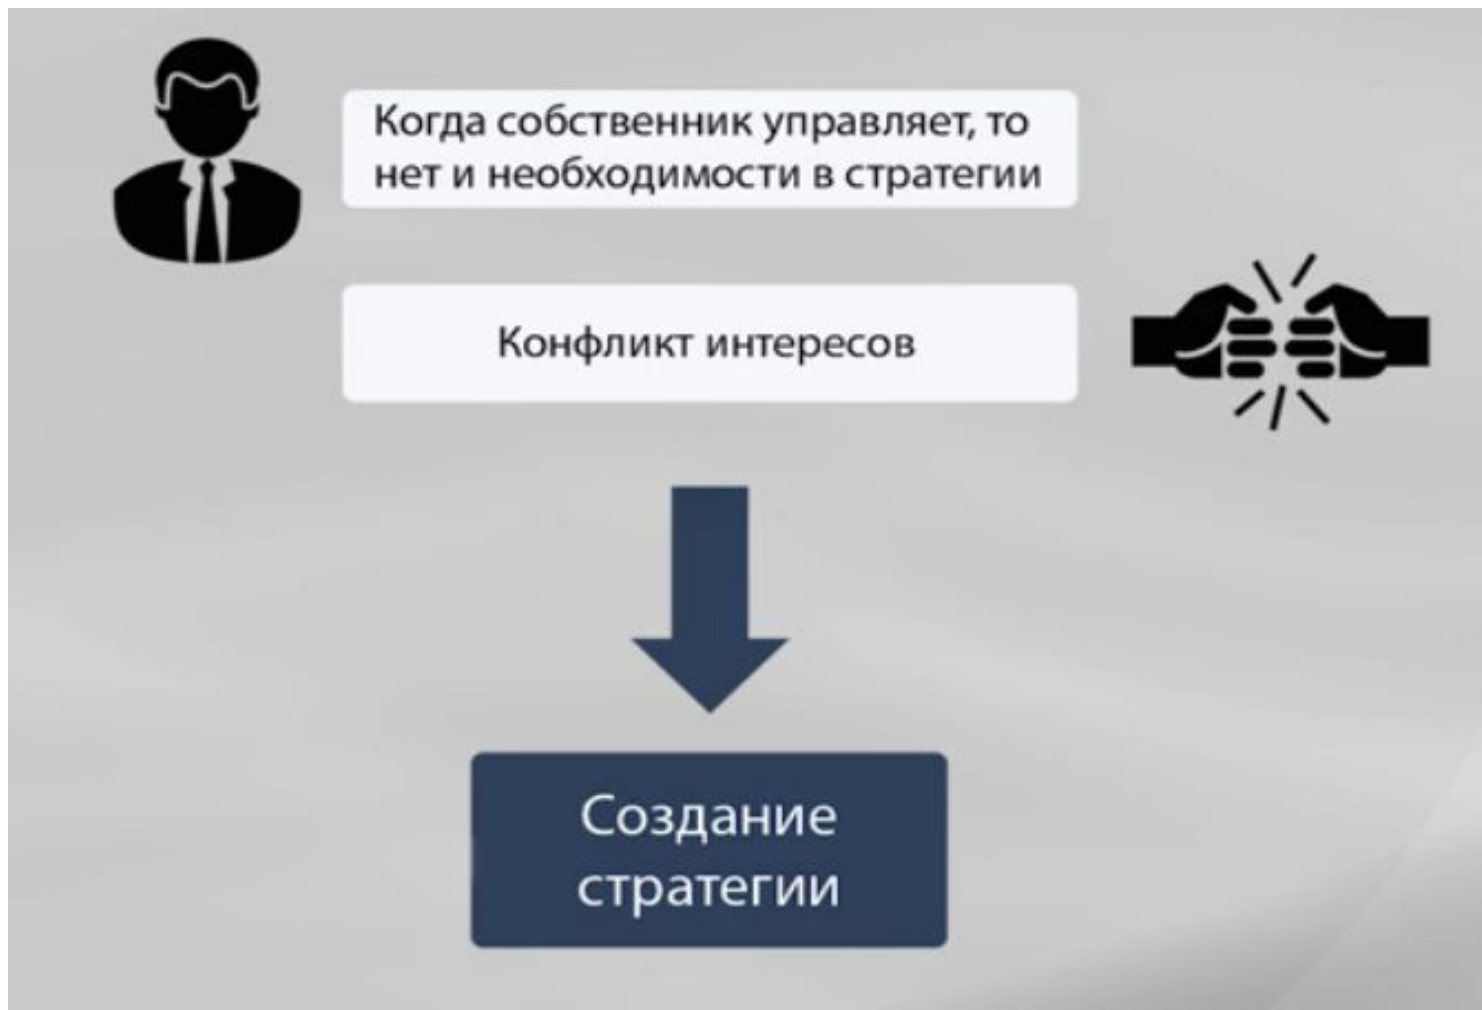 Когда собственник управляет, то
нет и необходимости в стратегии
Конфликт интересов
Создание
стратегии